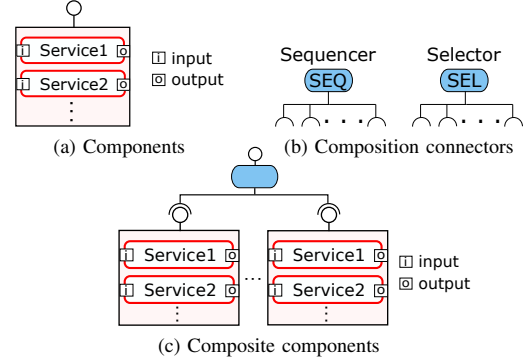 Service1
i
o
Service2
i
o
i input
o output
(a) Components
Sequencer
SEQ
Selector
SEL
(b) Composition connectors
i Service1 o
i Service2 o
...
i Service1 o
i Service2 o
i input
o output
(c) Composite components